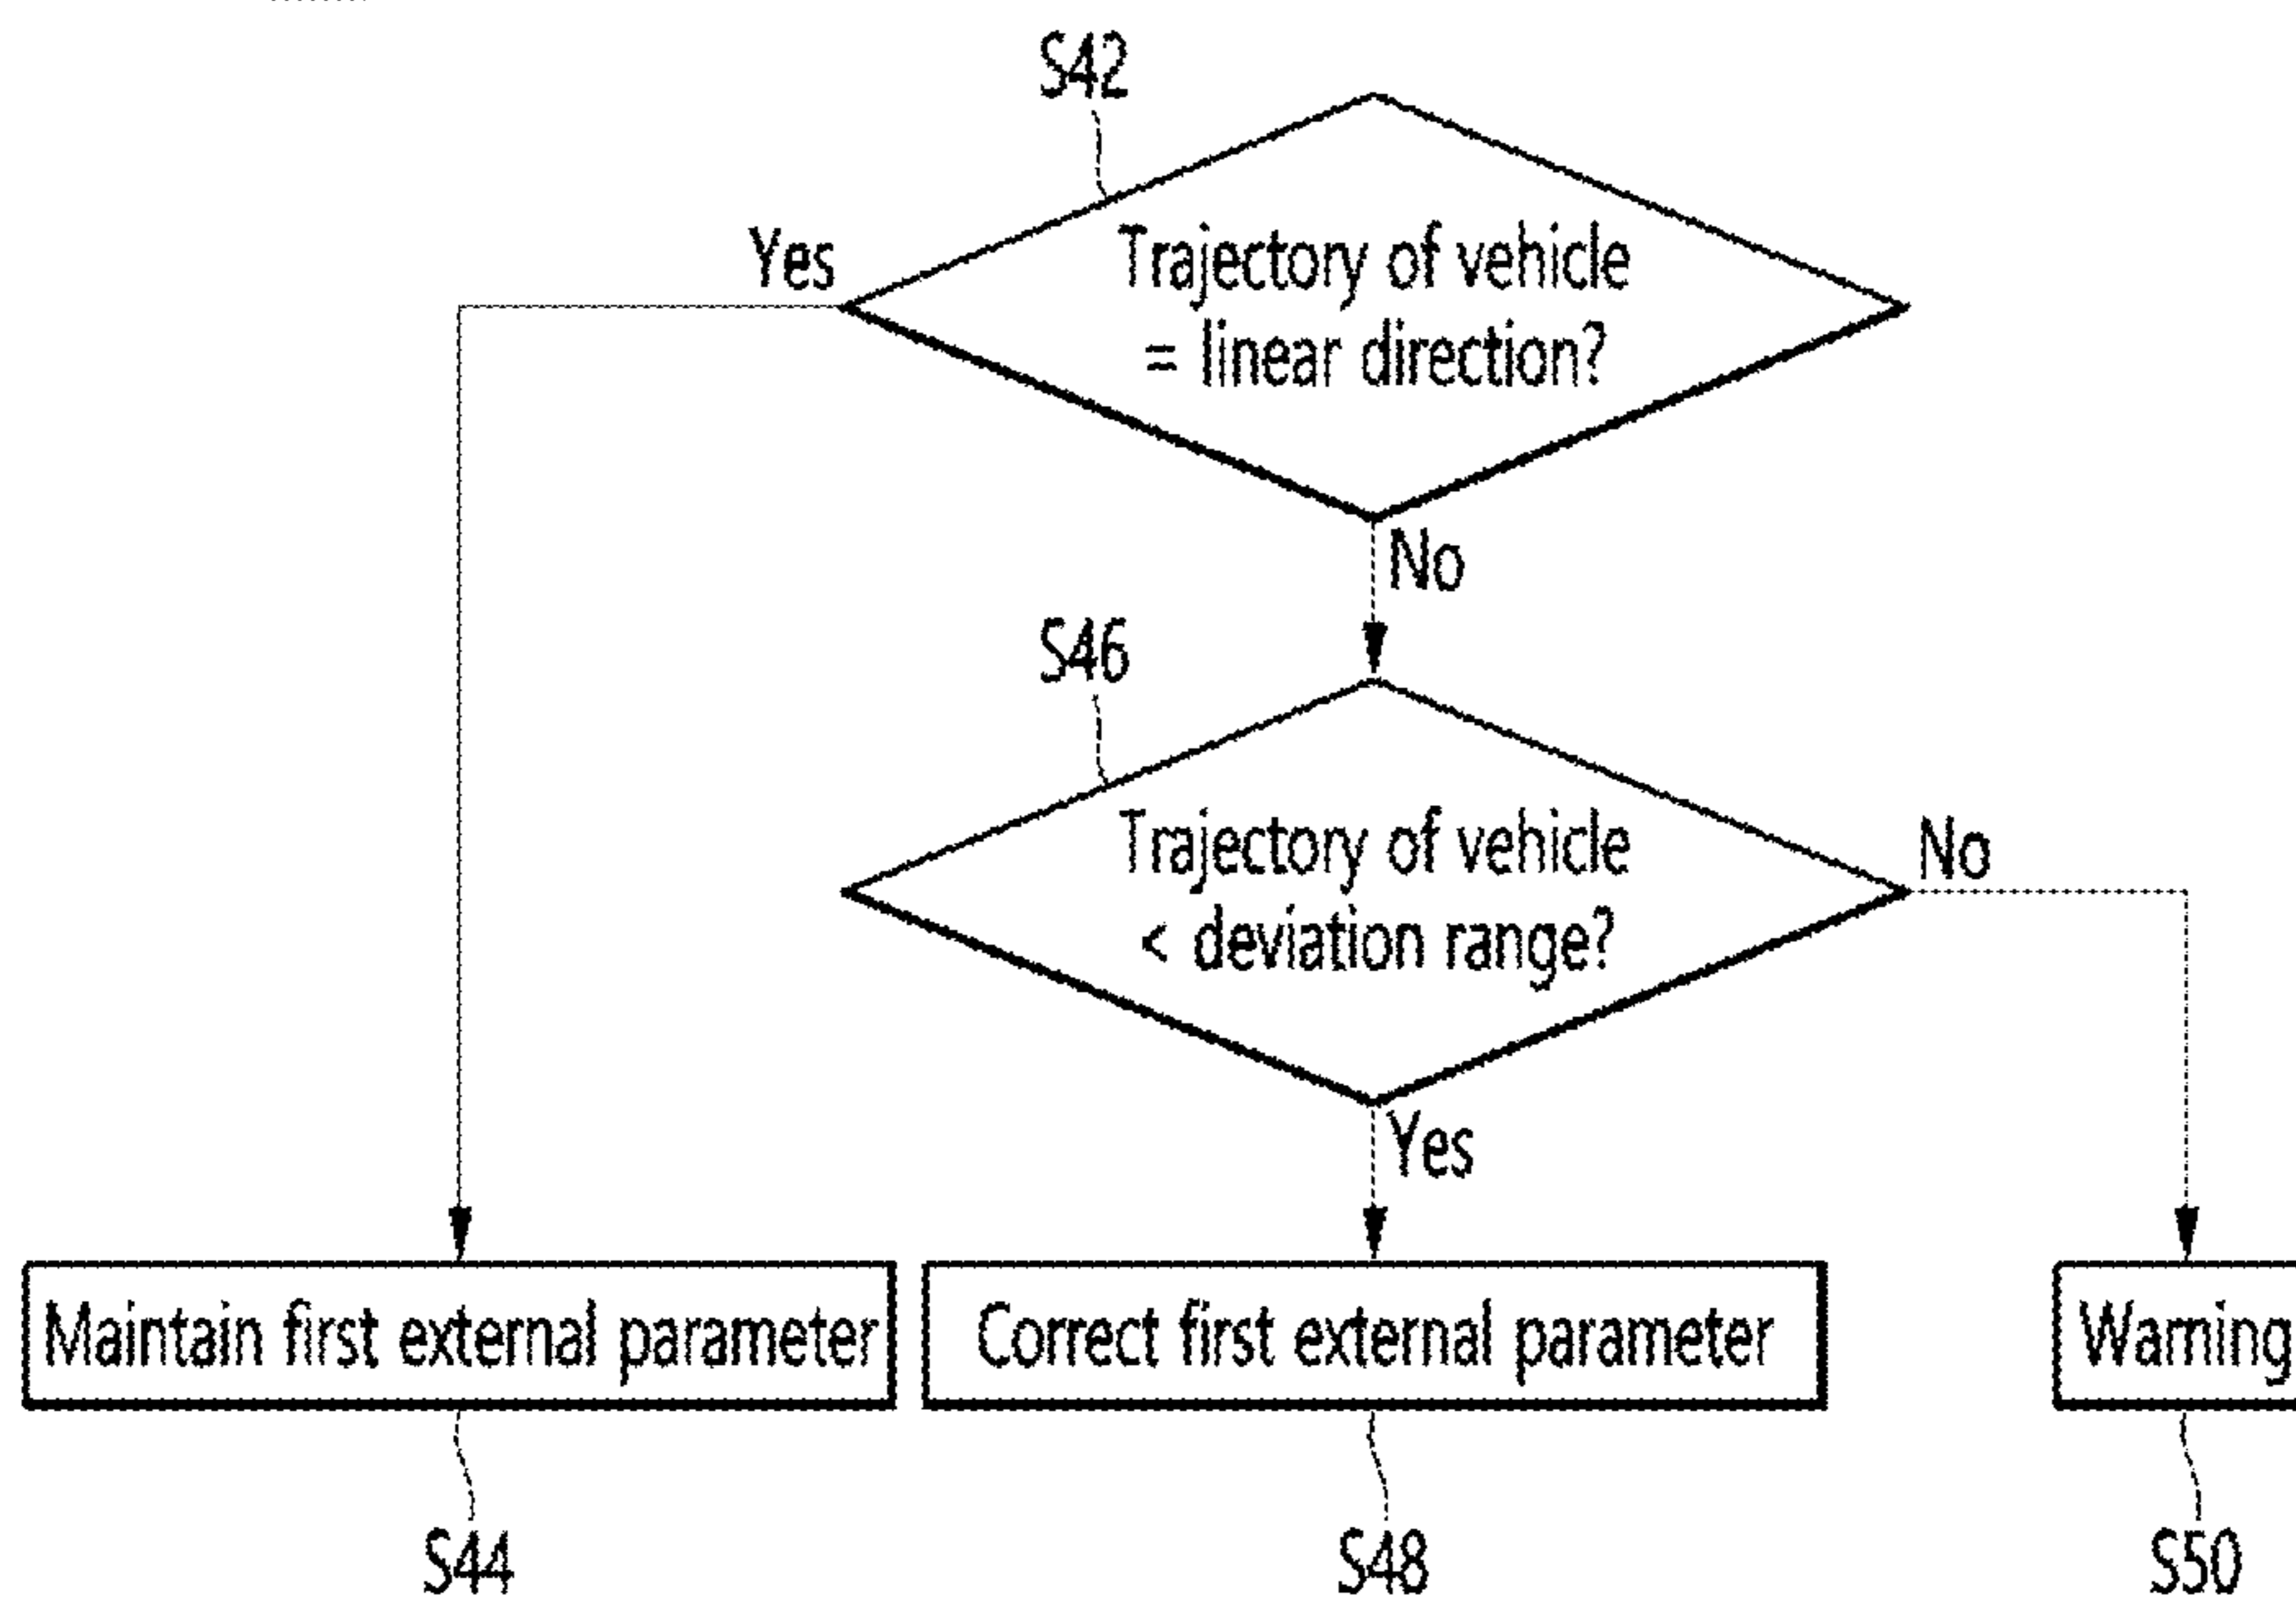 S42
Yes
Trajectory of vehicle
= linear direction?
No
S46
Trajectory of vehicle
< deviation range?
No
Yes
Maintain first external parameter
Correct first external parameter
Warning
S44
S48
S50